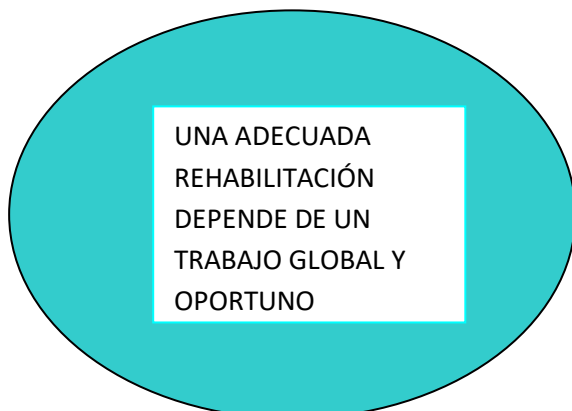 UNA ADECUADA
REHABILITACIÓN
DEPENDE DE UN
TRABAJO GLOBAL Y
OPORTUNO